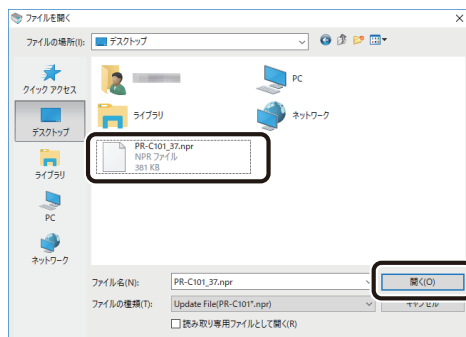 ファイルを開く
ファイルの場所(I):
デスクトップ
クイック アクセス
デスクトップ
ライブラリ
PC
ネットワーク
PC
ライブラリ
ネットワーク
PR-C101_37.npr
NPR ファイル
381 KB
ファイル名(N):
PR-C101_37.npr
開く(O)
ファイルの種類(T):
Update File(PR-C101*.npr)
キャンセル
読み取り専用ファイルとして開く(R)